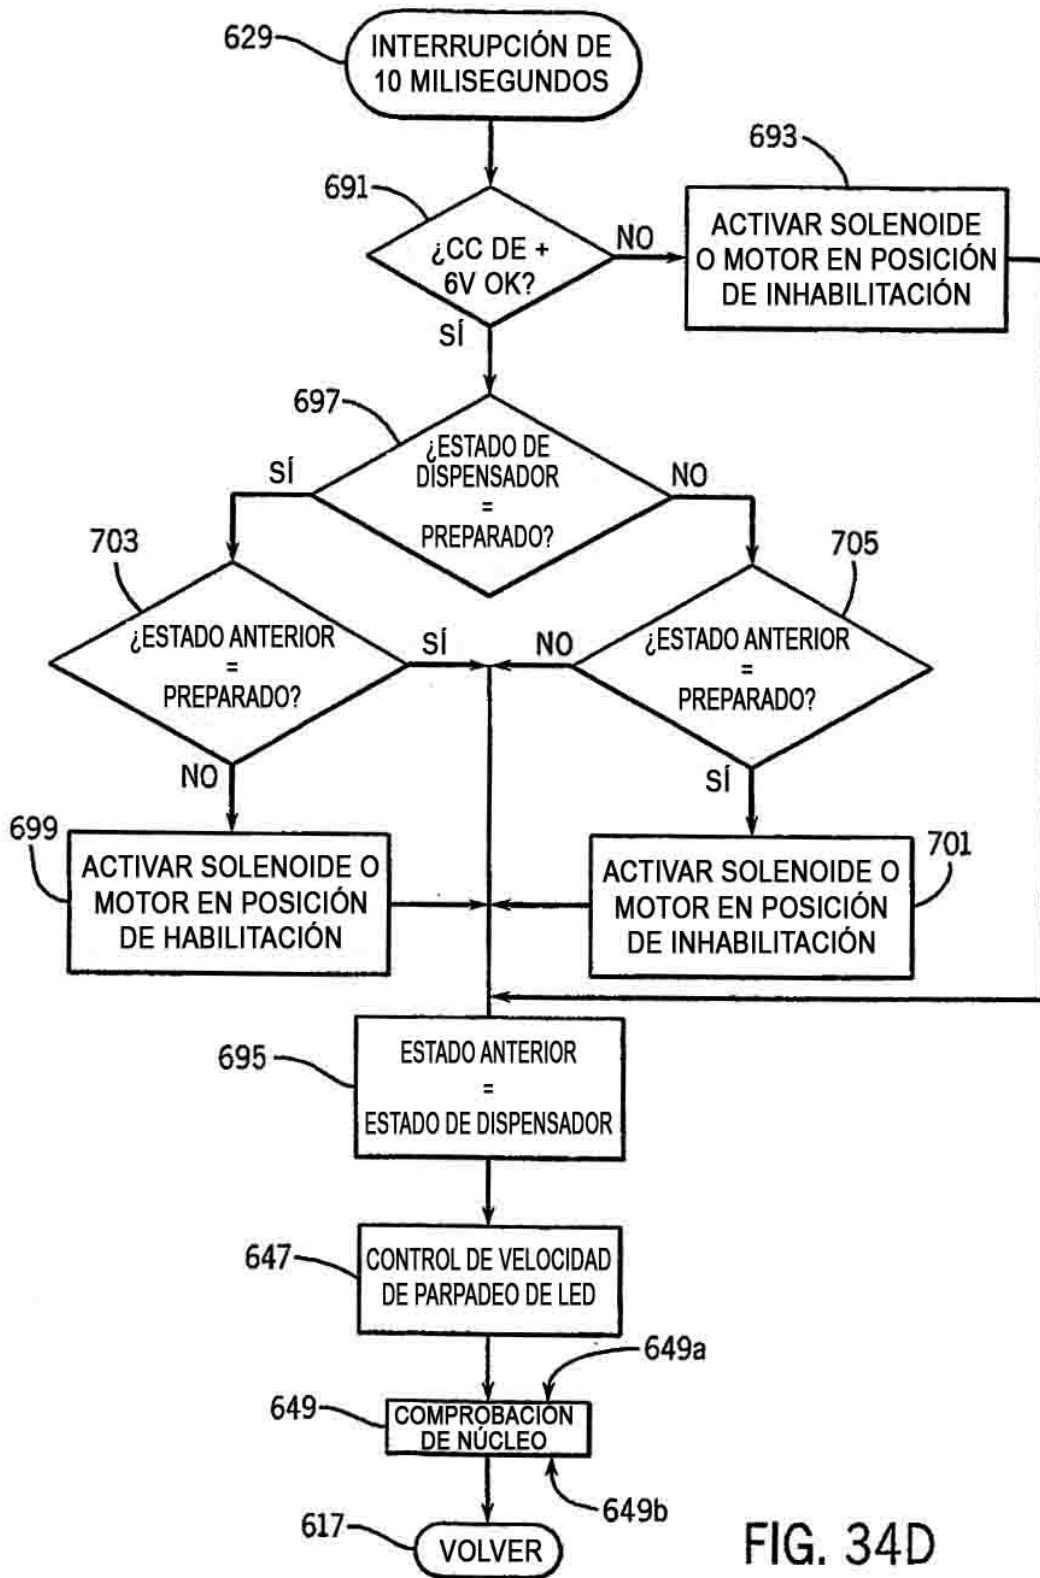 629
INTERRUPCIÓN DE
10 MILISEGUNDOS
693
691
¿CC DE +
6V OK?
NO
ACTIVAR SOLENOIDE
O MOTOR EN POSICIÓN
DE INHABILITACIÓN
SÍ
697
¿ESTADO DE
DISPENSADOR
=
PREPARADO?
SÍ
NO
703
705
¿ESTADO ANTERIOR
=
PREPARADO?
SÍ
NO
¿ESTADO ANTERIOR
=
PREPARADO?
NO
SÍ
699
ACTIVAR SOLENOIDE O
MOTOR EN POSICIÓN
DE HABILITACIÓN
701
ACTIVAR SOLENOIDE O
MOTOR EN POSICIÓN
DE INHABILITACIÓN
695
ESTADO ANTERIOR
=
ESTADO DE DISPENSADOR
647
CONTROL DE VELOCIDAD
DE PARPADEO DE LED
649a
649
COMPROBACIÓN
DE NÚCLEO
649b
617
VOLVER
FIG. 34D